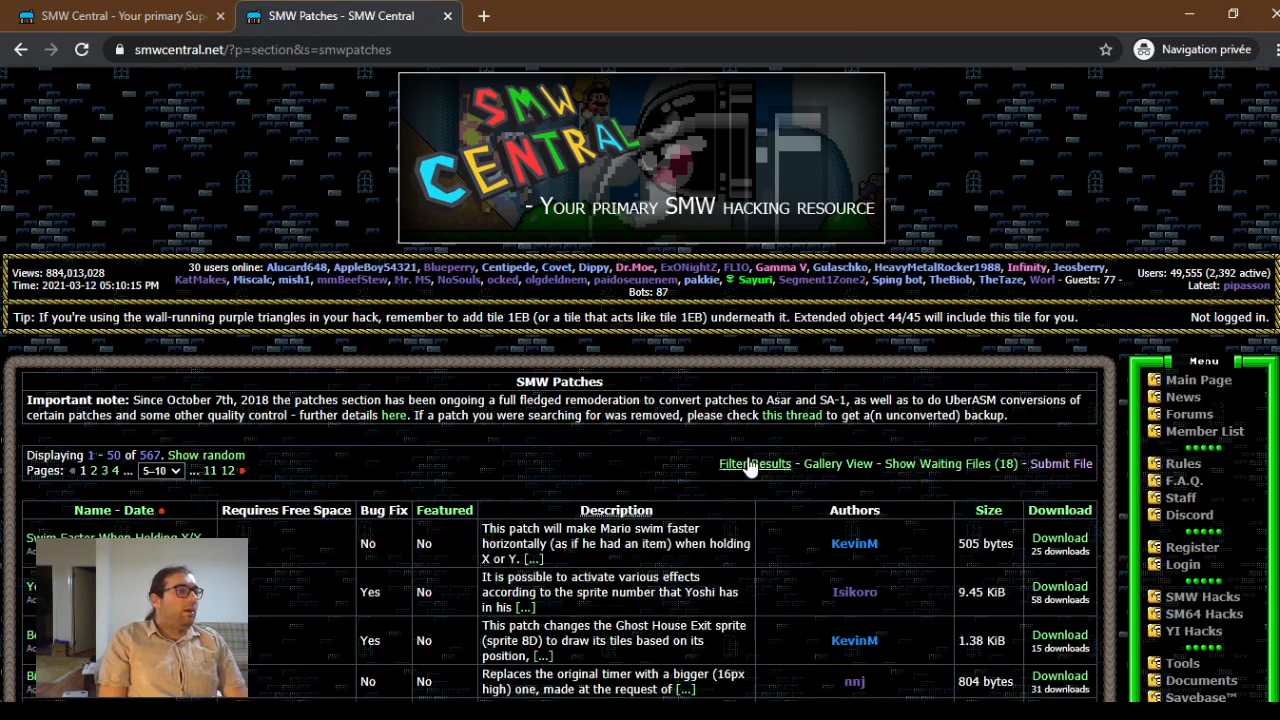 SMW Central - Your primary Sup
SMW Patches - SMW Central
smwcentral.net/?p=section&s=smwpatches
Navigation privée
SMW
CENTRAL
- YOUR PRIMARY SMW HACKING RESOURCE
Views: 884,013,028
Time: 2021-03-12 05:10:15 PM
30 users online: Alucard648, AppleBoy54321, Blueperry, Centipede, Covet, Dippy, Dr.Moe, ExONightZ, FLIO, Gamma V, Gulaschko, HeavyMetalRocker1988, Infinity, Jeosberry,
KatMakes, Miscalc, mish1, mmBeefStew, Mr. MS, NoSouls, ocked, olgdeldnem, paidoseunenem, pakkie, Sayuri, Segment1Zone2, Sping bot, TheBiob, TheTaze, Worl - Guests: 77 -
Bots: 87
Users: 49,555 (2,392 active)
Latest: pipasson
Tip: If you're using the wall-running purple triangles in your hack, remember to add tile 1EB (or a tile that acts like tile 1EB) underneath it. Extended object 44/45 will include this tile for you.
Not logged in.
SMW Patches
Important note: Since October 7th, 2018 the patches section has been ongoing a full fledged remoderation to convert patches to Asar and SA-1, as well as to do UberASM conversions of
certain patches and some other quality control - further details here. If a patch you were searching for was removed, please check this thread to get a(n unconverted) backup.
Displaying 1 - 50 of 567. Show random
Pages: 1 2 3 4 ... 5-10 ... 11 12
Filter Results - Gallery View - Show Waiting Files (18) - Submit File
Name - Date Requires Free Space Bug Fix Featured Description Authors Size Download
Swim Faster When Holding Y/X
No No
This patch will make Mario swim faster
horizontally (as if he had an item) when holding
X or Y. [...]
KevinM 505 bytes
Download
25 downloads
Yes No
It is possible to activate various effects
according to the sprite number that Yoshi has
in his [...]
Isikoro 9.45 KiB
Download
58 downloads
Yes No
This patch changes the Ghost House Exit sprite
(sprite 8D) to draw its tiles based on its
position, [...]
KevinM 1.38 KiB
Download
15 downloads
No No
Replaces the original timer with a bigger (16px
high) one, made at the request of [...]
nnj 804 bytes
Download
31 downloads
Menu
Main Page
News
Forums
Member List
Rules
F.A.Q.
Staff
Discord
Register
Login
SMW Hacks
SM64 Hacks
YI Hacks
Tools
Documents
Savebase™